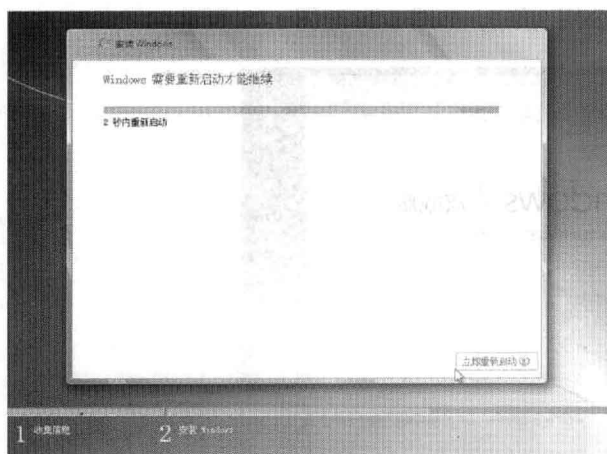 安装 Windows
Windows 需要重新启动才能继续
2 秒内重新启动
立即重新启动(R)
1 收集信息
2 安装 Windows